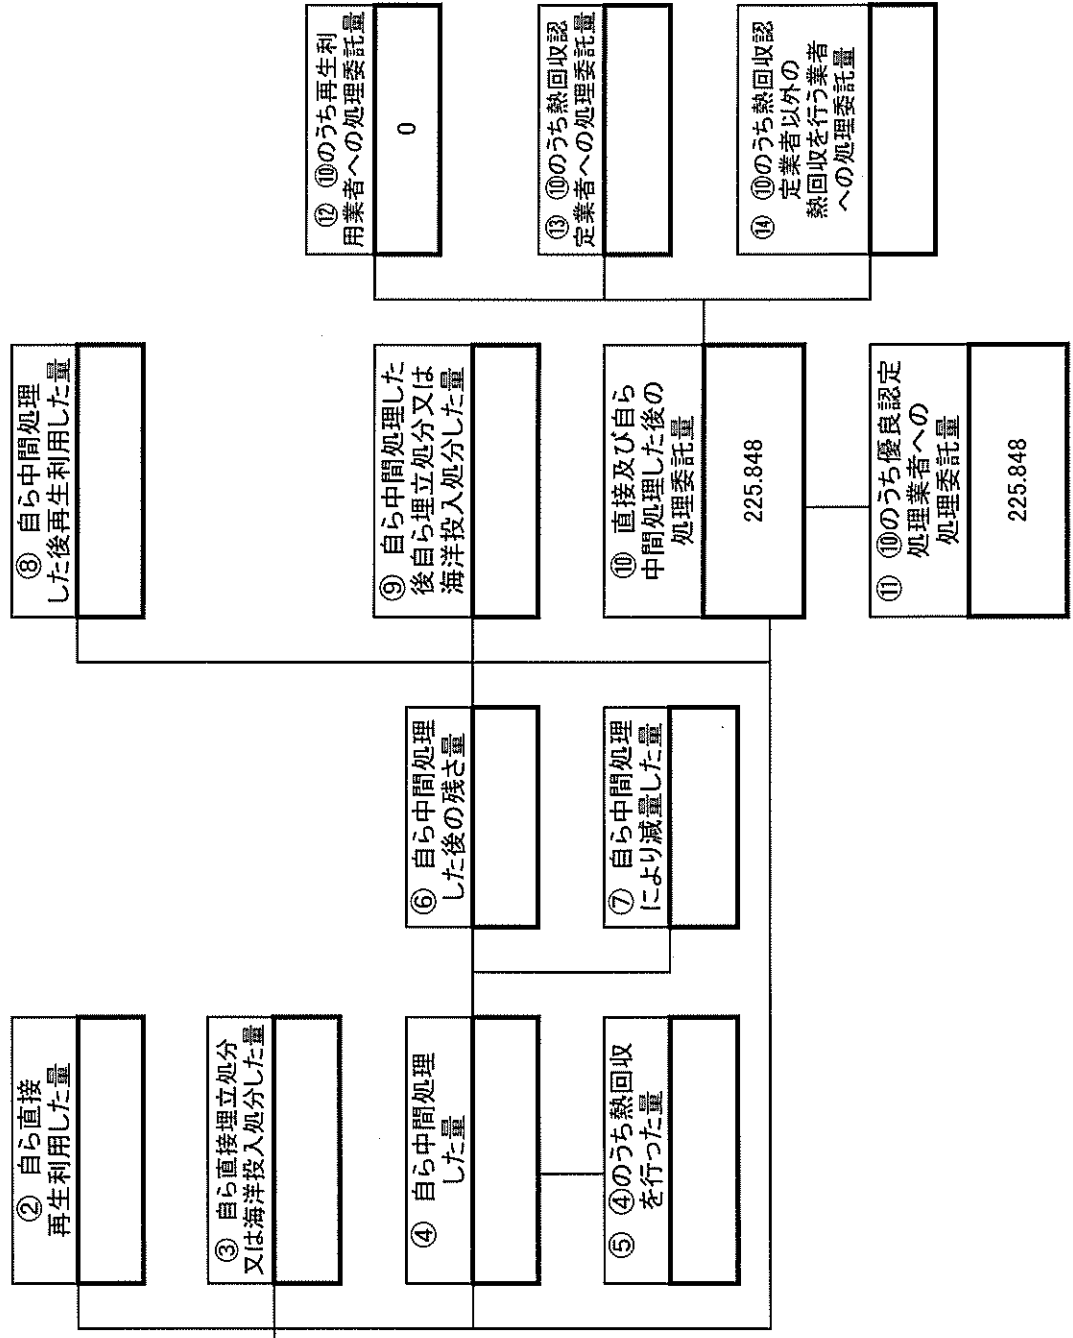 ② 自ら直接
再生利用した量
③ 自ら直接埋立処分
又は海洋投入処分した量
④ 自ら中間処理
した量
⑤ ④のうち熱回収
を行った量
⑥ 自ら中間処理
した後の残さ量
⑦ 自ら中間処理
により減量した量
⑧ 自ら中間処理
した後再生利用した量
⑨ 自ら中間処理した
後自ら埋立処分又は
海洋投入処分した量
⑩ 直接及び自ら
中間処理した後の
処理委託量
225.848
⑪ ⑩のうち優良認定
処理業者への
処理委託量
225.848
⑫ ⑩のうち再生利
用業者への処理委託量
0
⑬ ⑩のうち熱回収認
定業者への処理委託量
⑭ ⑩のうち熱回収認
定業者以外の
熱回収を行う業者
への処理委託量